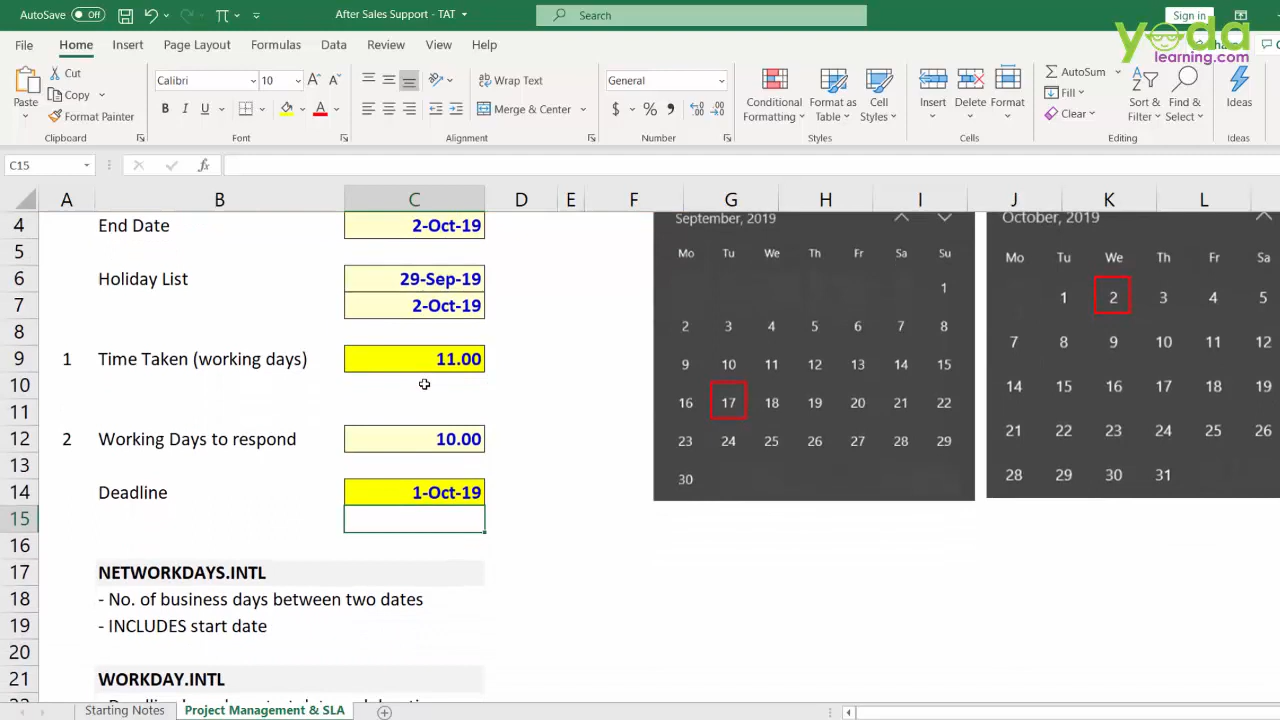 AutoSave Off
After Sales Support - TAT
Search
Sign in
yoda
learning.com
File Home Insert Page Layout Formulas Data Review View Help
Paste
Cut
Copy
Format Painter
Clipboard
Calibri 10
B I U
Font
Wrap Text
Merge & Center
Alignment
General
$ % ,
Number
Conditional Formatting
Format as Table
Cell Styles
Styles
Insert
Delete
Format
Cells
AutoSum
Fill
Clear
Sort & Filter
Find & Select
Editing
Ideas
Ideas
C15
fx
A B C D E F G H I J K L
4 End Date 2-Oct-19
5
6 Holiday List 29-Sep-19
7 2-Oct-19
8
9 1 Time Taken (working days) 11.00
10
11
12 2 Working Days to respond 10.00
13
14 Deadline 1-Oct-19
15
16
17 NETWORKDAYS.INTL
18 - No. of business days between two dates
19 - INCLUDES start date
20
21 WORKDAY.INTL
September, 2019
Mo Tu We Th Fr Sa Su
1
2 3 4 5 6 7 8
9 10 11 12 13 14 15
16 17 18 19 20 21 22
23 24 25 26 27 28 29
30
October, 2019
Mo Tu We Th Fr Sa
1 2 3 4 5
7 8 9 10 11 12
14 15 16 17 18 19
21 22 23 24 25 26
28 29 30 31
Starting Notes
Project Management & SLA